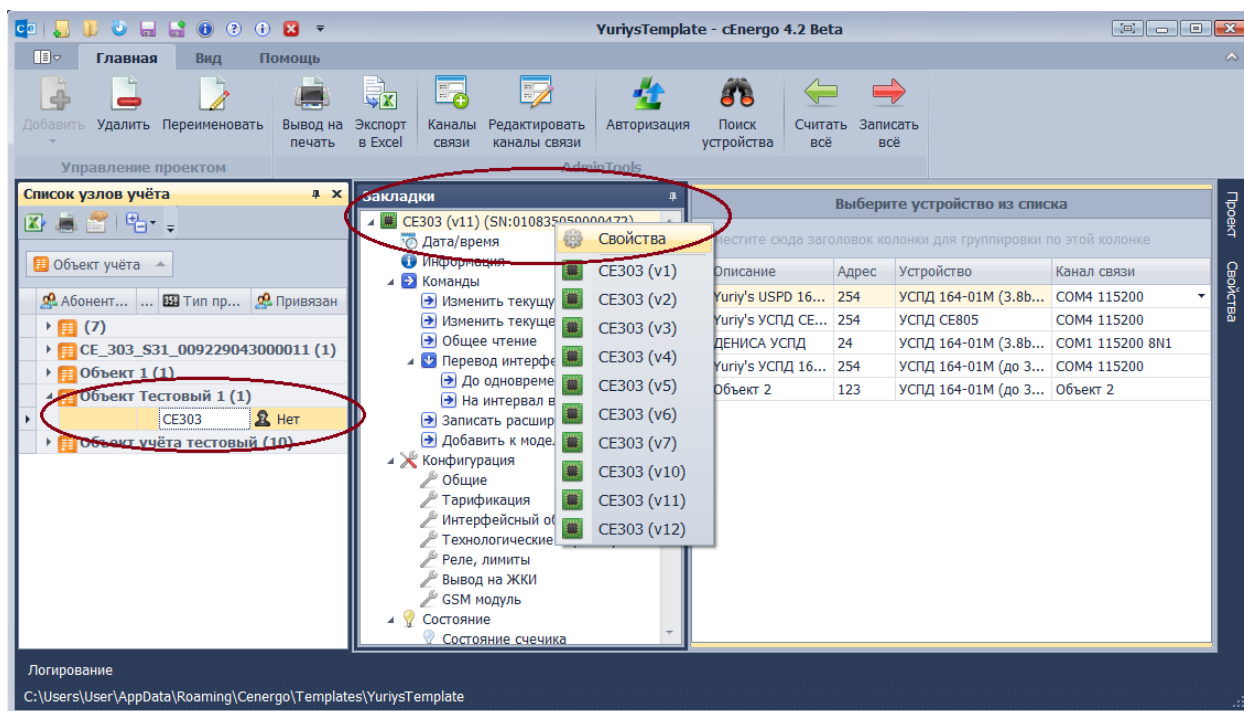 YuriysTemplate - cEnergo 4.2 Beta
Главная Вид Помощь
Добавить Удалить Переименовать Вывод на печать Экспорт в Excel Каналы связи Редактировать каналы связи Авторизация Поиск устройства Считать всё Записать всё
Управление проектом AdminTools
Список узлов учёта
Объект учёта
Абонент... ... Тип пр... Привязан
(7)
CE_303_S31_009229043000011 (1)
Объект 1 (1)
Объект Тестовый 1 (1)
CE303 Нет
Объект учёта тестовый (10)
Закладки
CE303 (v11) (SN:010835050000472)
Дата/время
Информация
Команды
Изменить текущу
Изменить текуще
Общее чтение
Перевод интерфе
До одновреме
На интервал в
Записать расшир
Добавить к моде.
Конфигурация
Общие
Тарификация
Интерфейсный об
Технологические
Реле, лимиты
Вывод на ЖКИ
GSM модуль
Состояние
Состояние счечика
Свойства
CE303 (v1)
CE303 (v2)
CE303 (v3)
CE303 (v4)
CE303 (v5)
CE303 (v6)
CE303 (v7)
CE303 (v10)
CE303 (v11)
CE303 (v12)
Выберите устройство из списка
местите сюда заголовок колонки для группировки по этой колонке
Описание Адрес Устройство Канал связи
Yuriy's USPD 16... 254 УСПД 164-01М (3.8b... COM4 115200
Yuriy's УСПД СЕ... 254 УСПД CE805 COM4 115200
ДЕНИСА УСПД 24 УСПД 164-01М (3.8b... COM1 115200 8N1
Yuriy's УСПД 16... 254 УСПД 164-01М (до 3... COM4 115200
Объект 2 123 УСПД 164-01М (до 3... Объект 2
Проект
Свойства
Логирование
C:\Users\User\AppData\Roaming\Cenergo\Templates\YuriysTemplate